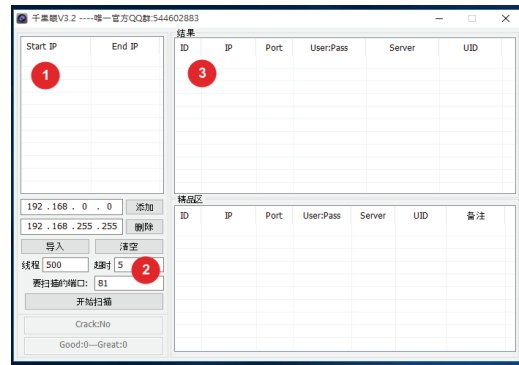 千里眼V3.2 ----唯一官方QQ群:544602883
Start IP End IP
1
192 . 168 . 0 . 0 添加
192 . 168 . 255 . 255 删除
导入 清空
线程 500 超时 5
2
要扫描的端口: 81
开始扫描
Crack:No
Good:0—Great:0
结果
ID IP Port User:Pass Server UID
3
精品区
ID IP Port User:Pass Server UID 备注